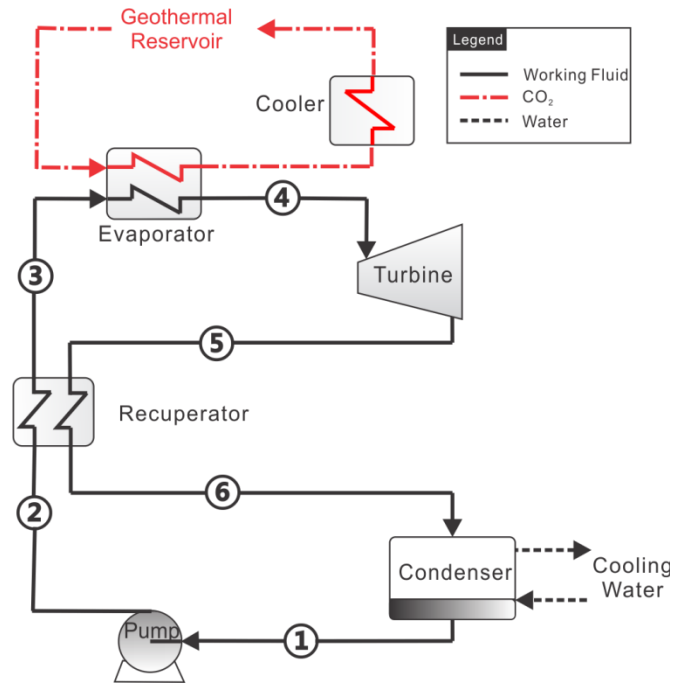 Geothermal
Reservoir
Legend
Working Fluid
CO₂
Water
Cooler
Evaporator
4
Turbine
3
5
Recuperator
6
2
Condenser
Cooling
Water
Pump
1